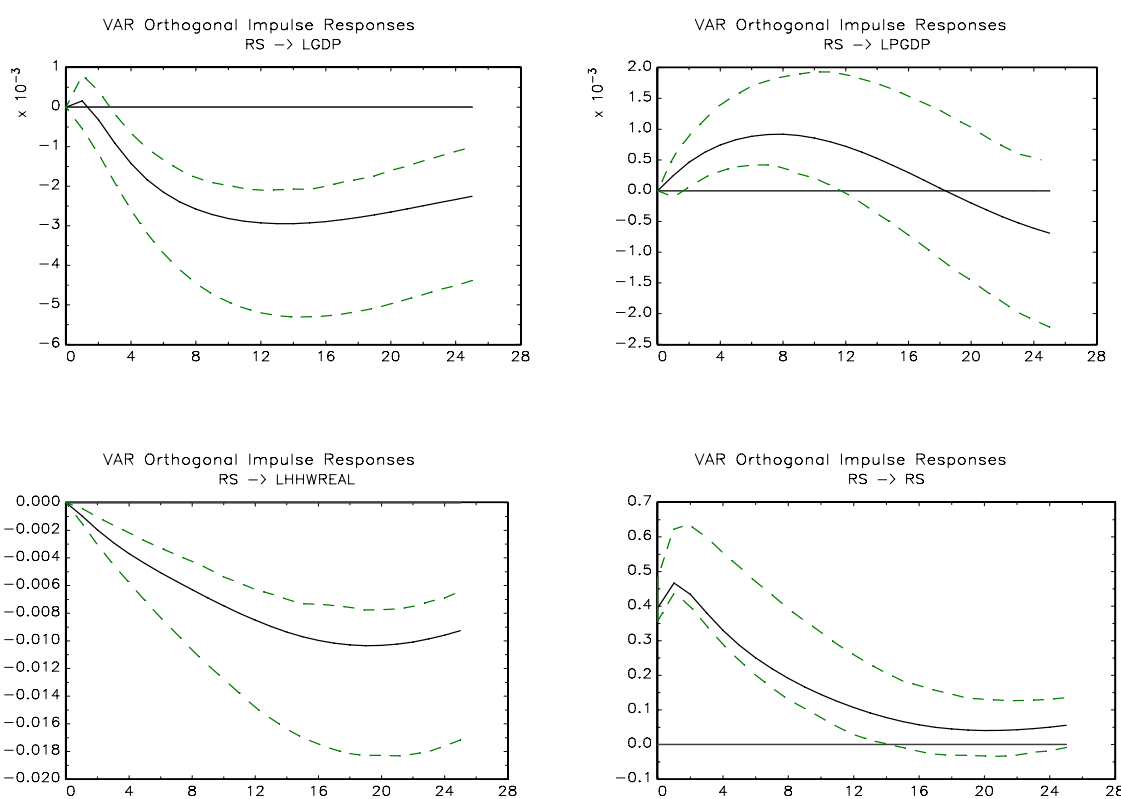 VAR Orthogonal Impulse Responses
RS -> LGDP
x 10-3
1
0
-1
-2
-3
-4
-5
-6
0 4 8 12 16 20 24 28
VAR Orthogonal Impulse Responses
RS -> LPGDP
x 10-3
2.0
1.5
1.0
0.5
0.0
-0.5
-1.0
-1.5
-2.0
-2.5
0 4 8 12 16 20 24 28
VAR Orthogonal Impulse Responses
RS -> LHHWREAL
0.000
-0.002
-0.004
-0.006
-0.008
-0.010
-0.012
-0.014
-0.016
-0.018
-0.020
0 4 8 12 16 20 24 28
VAR Orthogonal Impulse Responses
RS -> RS
0.7
0.6
0.5
0.4
0.3
0.2
0.1
0.0
-0.1
0 4 8 12 16 20 24 28